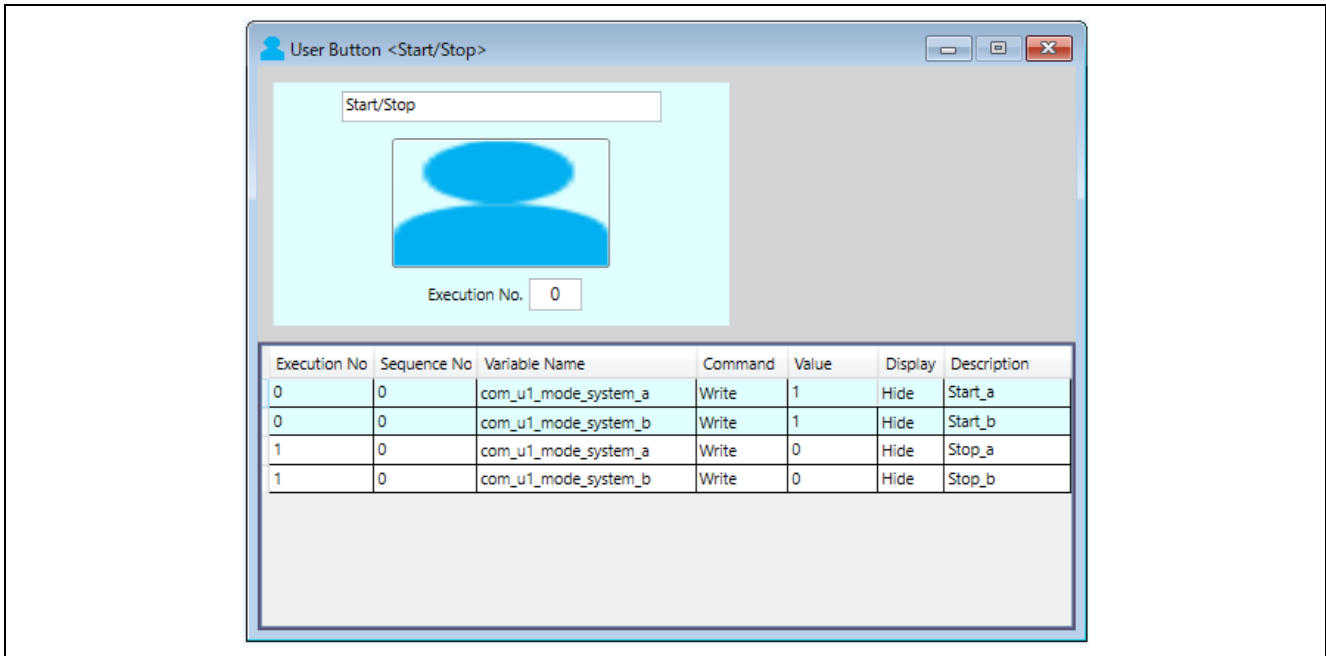 User Button <Start/Stop>
Start/Stop
Execution No. 0
Execution No Sequence No Variable Name Command Value Display Description
0 0 com_u1_mode_system_a Write 1 Hide Start_a
0 0 com_u1_mode_system_b Write 1 Hide Start_b
1 0 com_u1_mode_system_a Write 0 Hide Stop_a
1 0 com_u1_mode_system_b Write 0 Hide Stop_b